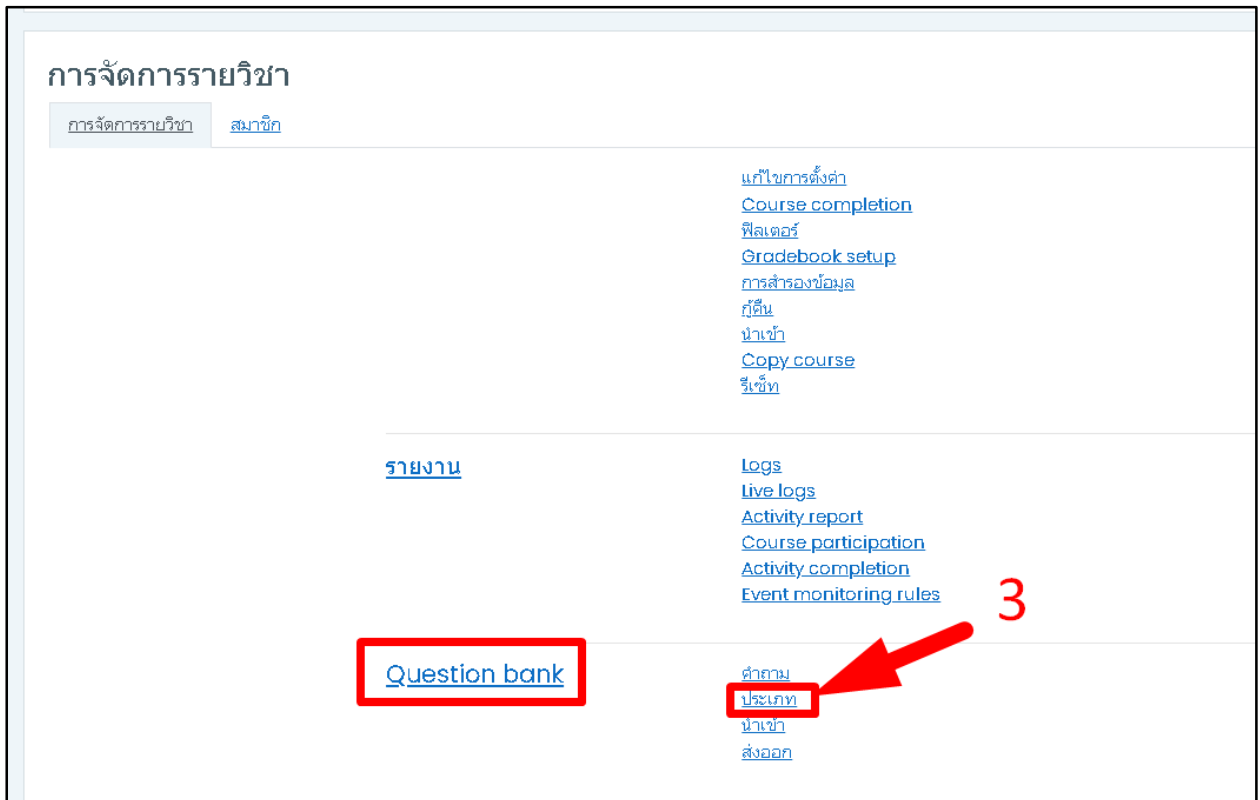 การจัดการรายวิชา
การจัดการรายวิชา สมาชิก
แก้ไขการตั้งค่า
Course completion
ฟิลเตอร์
Gradebook setup
การสำรองข้อมูล
กู้คืน
นำเข้า
Copy course
รีเซ็ท
รายงาน Logs
Live logs
Activity report
Course participation
Activity completion
Event monitoring rules
3
Question bank คำถาม
ประเภท
นำเข้า
ส่งออก